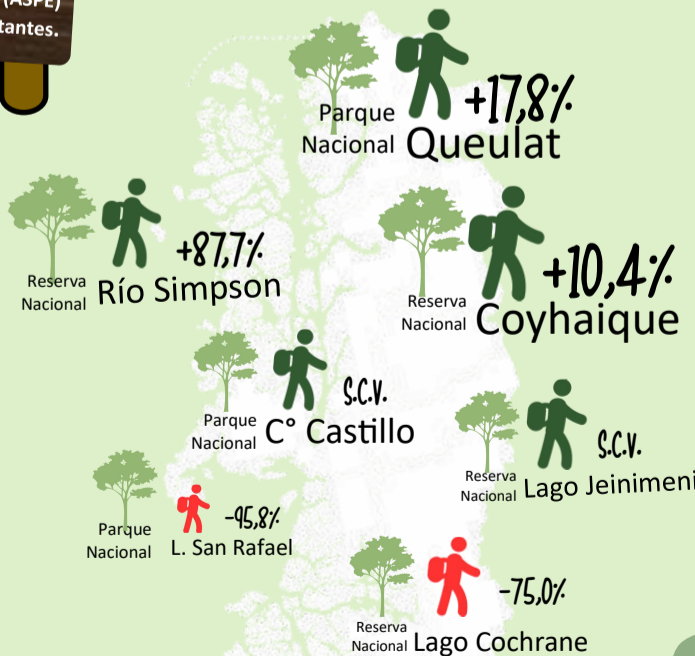 (ASPE)
tantes.
Parque
Nacional Queulat
+17,8%
Reserva
Nacional Río Simpson
+87,7%
Reserva
Nacional Coyhaique
+10,4%
Parque
Nacional C° Castillo
S.C.V.
Reserva
Nacional Lago Jeinimeni
S.C.V.
Parque
Nacional L. San Rafael
-95,8%
Reserva
Nacional Lago Cochrane
-75,0%